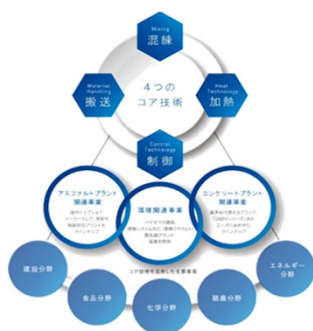 Mixing
混練
Material
Handling
搬送
4つの
コア技術
Heat
Technology
加熱
Control
Technology
制御
アスファルトプラント
関連事業
環境関連事業
コンクリートプラント
関連事業
コア技術を活用した主要事業
建設分野
食品分野
化学分野
酪農分野
エネルギー
分野